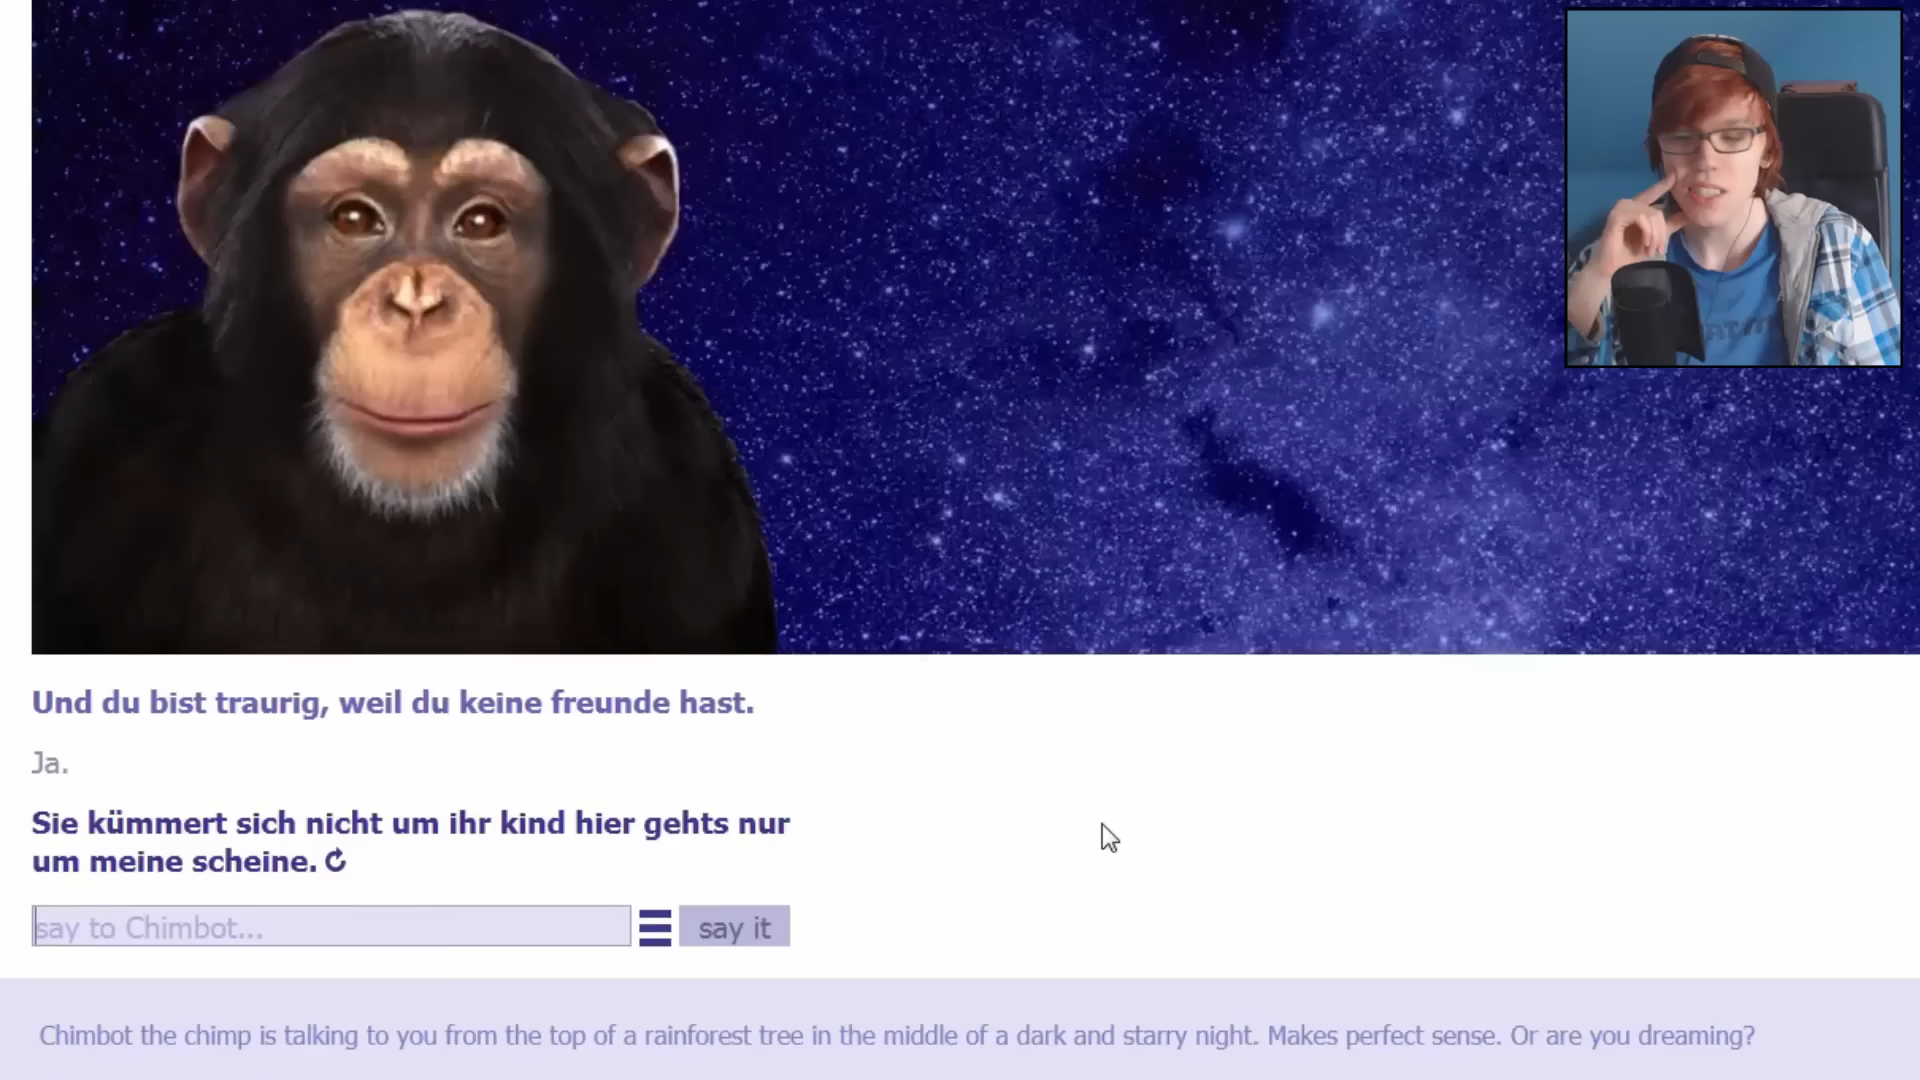 Und du bist traurig, weil du keine freunde hast.
Ja.
Sie kümmert sich nicht um ihr kind hier gehts nur
um meine scheine.
say to Chimbot...
say it
Chimbot the chimp is talking to you from the top of a rainforest tree in the middle of a dark and starry night. Makes perfect sense. Or are you dreaming?